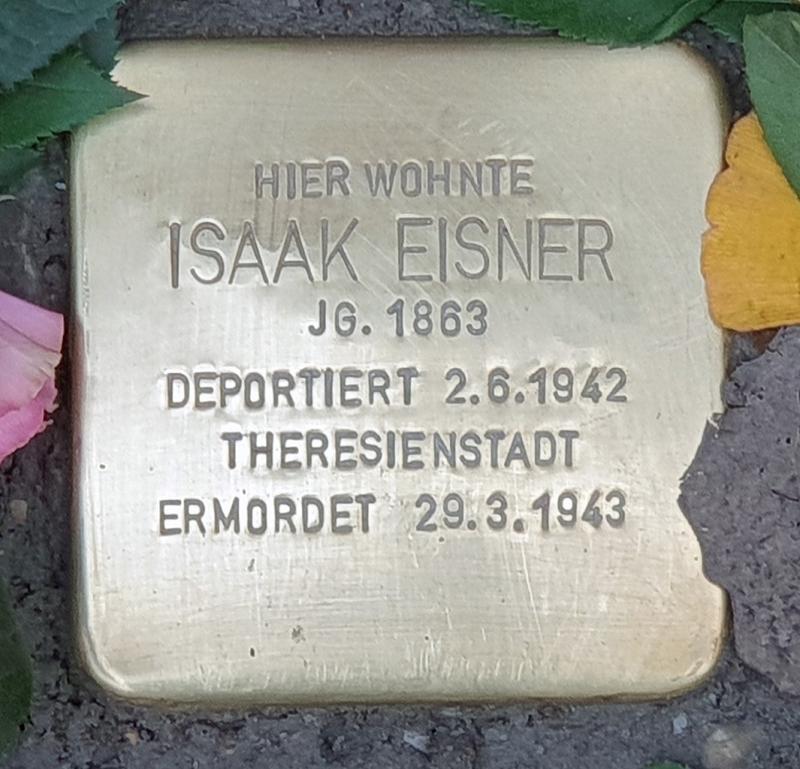 HIER WOHNTE
ISAAK EISNER
JG. 1863
DEPORTIERT 2.6.1942
THERESIENSTADT
ERMORDET 29.3.1943